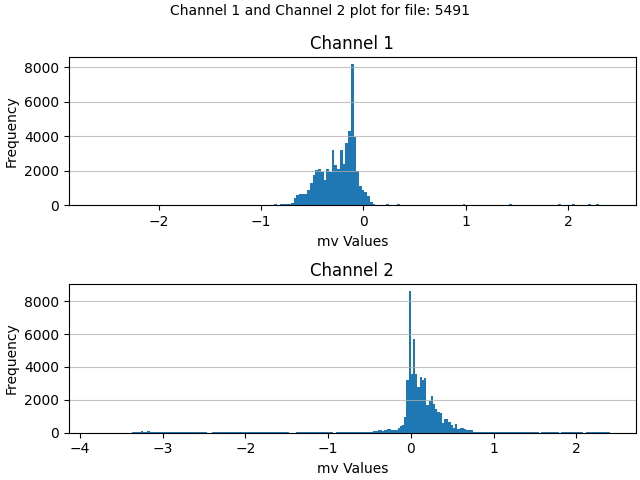 Channel 1 and Channel 2 plot for file: 5491
Channel 1
8000
6000
4000
2000
0
Frequency
−2 −1 0 1 2
mv Values
Channel 2
8000
6000
4000
2000
0
Frequency
−4 −3 −2 −1 0 1 2
mv Values